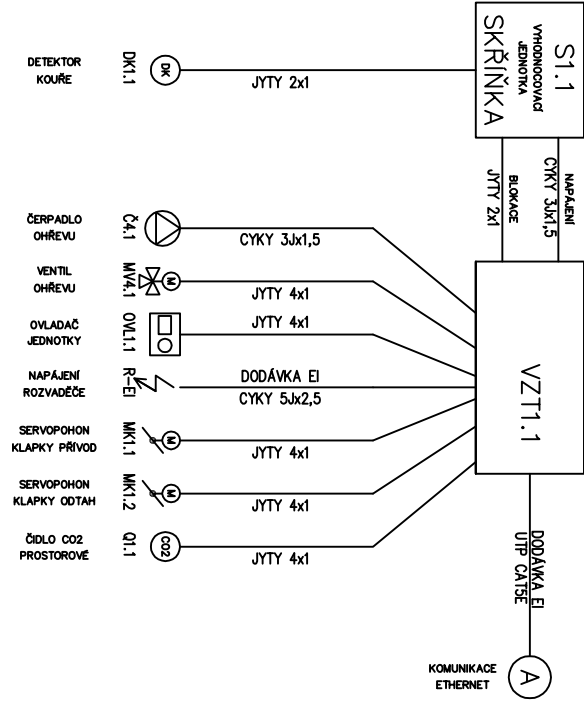 S1.1
VYHODNOCOVACÍ
JEDNOTKA
SKŘÍŇKA
DETEKTOR
KOUŘE
DK1.1
DK
JYTY 2x1
NAPÁJENÍ
CYKY 3Jx1,5
BLOKACE
JYTY 2x1
VZT1.1
ČERPADLO
OHŘEVU
Č4.1
CYKY 3Jx1,5
VENTIL
OHŘEVU
MV4.1
M
JYTY 4x1
OVLADAČ
JEDNOTKY
OVL1.1
JYTY 4x1
NAPÁJENÍ
ROZVADĚČE
R-EI
DODÁVKA EI
CYKY 5Jx2,5
SERVOPOHON
KLAPKY PŘÍVOD
MK1.1
M
JYTY 4x1
SERVOPOHON
KLAPKY ODTAH
MK1.2
M
JYTY 4x1
ČIDLO CO2
PROSTOROVÉ
Q1.1
CO2
JYTY 4x1
DODÁVKA EI
UTP CAT5E
KOMUNIKACE
ETHERNET
A